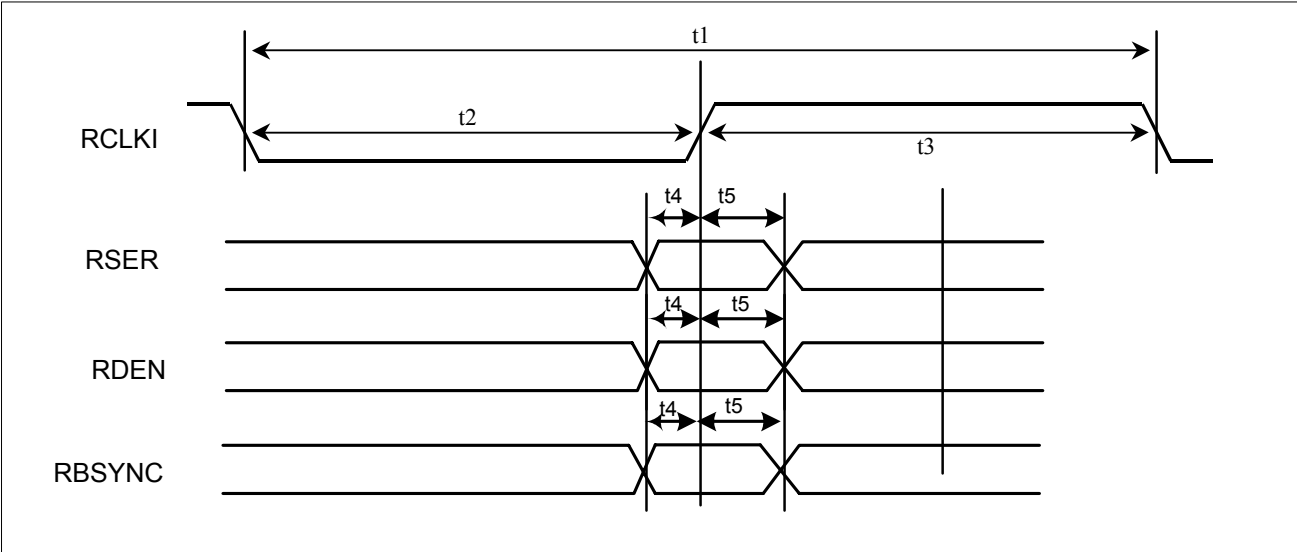 t1
t2
RCLKI
t3
t4 t5
RSER
t4 t5
RDEN
t4 t5
RBSYNC